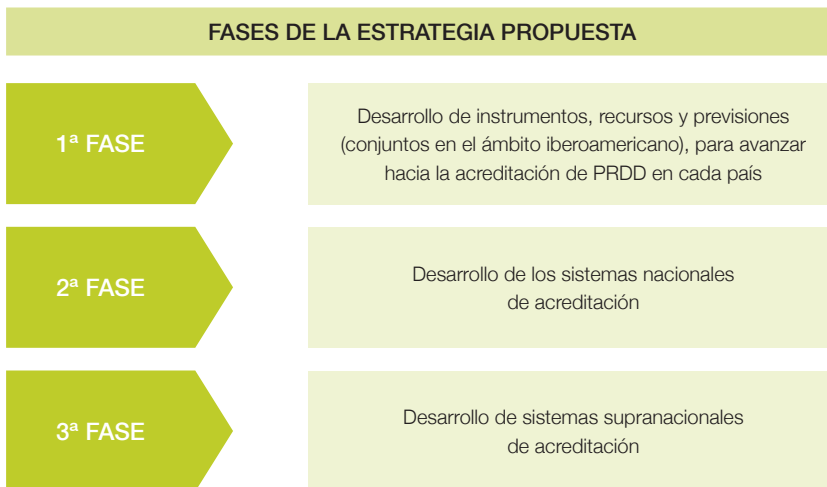 FASES DE LA ESTRATEGIA PROPUESTA
1ª FASE
Desarrollo de instrumentos, recursos y previsiones
(conjuntos en el ámbito iberoamericano), para avanzar
hacia la acreditación de PRDD en cada país
2ª FASE
Desarrollo de los sistemas nacionales
de acreditación
3ª FASE
Desarrollo de sistemas supranacionales
de acreditación